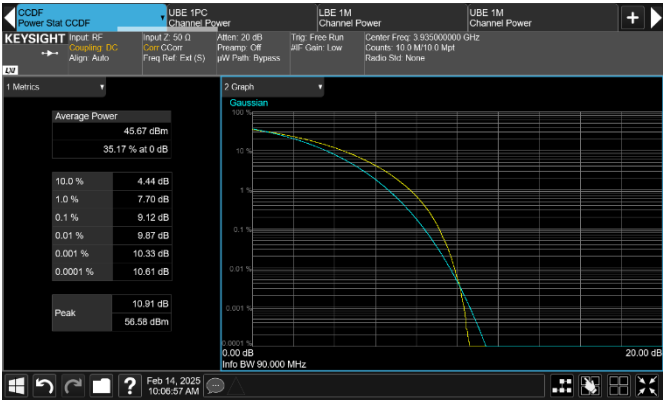 CCDF
Power Stat CCDF
UBE 1PC
Channel Power
LBE 1M
Channel Power
UBE 1M
Channel Power
KEYSIGHT
Input: RF
Coupling: DC
Align: Auto
Input Z: 50 Ω
Corr CCorr
Freq Ref: Ext (S)
Atten: 20 dB
Preamp: Off
µW Path: Bypass
Trig: Free Run
#IF Gain: Low
Center Freq: 3.935000000 GHz
Counts: 10.0 M/10.0 Mpt
Radio Std: None
LXI
1 Metrics
Average Power
45.67 dBm
35.17 % at 0 dB
10.0 % 4.44 dB
1.0 % 7.70 dB
0.1 % 9.12 dB
0.01 % 9.87 dB
0.001 % 10.33 dB
0.0001 % 10.61 dB
Peak
10.91 dB
56.58 dBm
2 Graph
Gaussian
100 %
10 %
1 %
0.1 %
0.01 %
0.001 %
0.0001 %
0.00 dB 20.00 dB
Info BW 90.000 MHz
Feb 14, 2025
10:06:57 AM